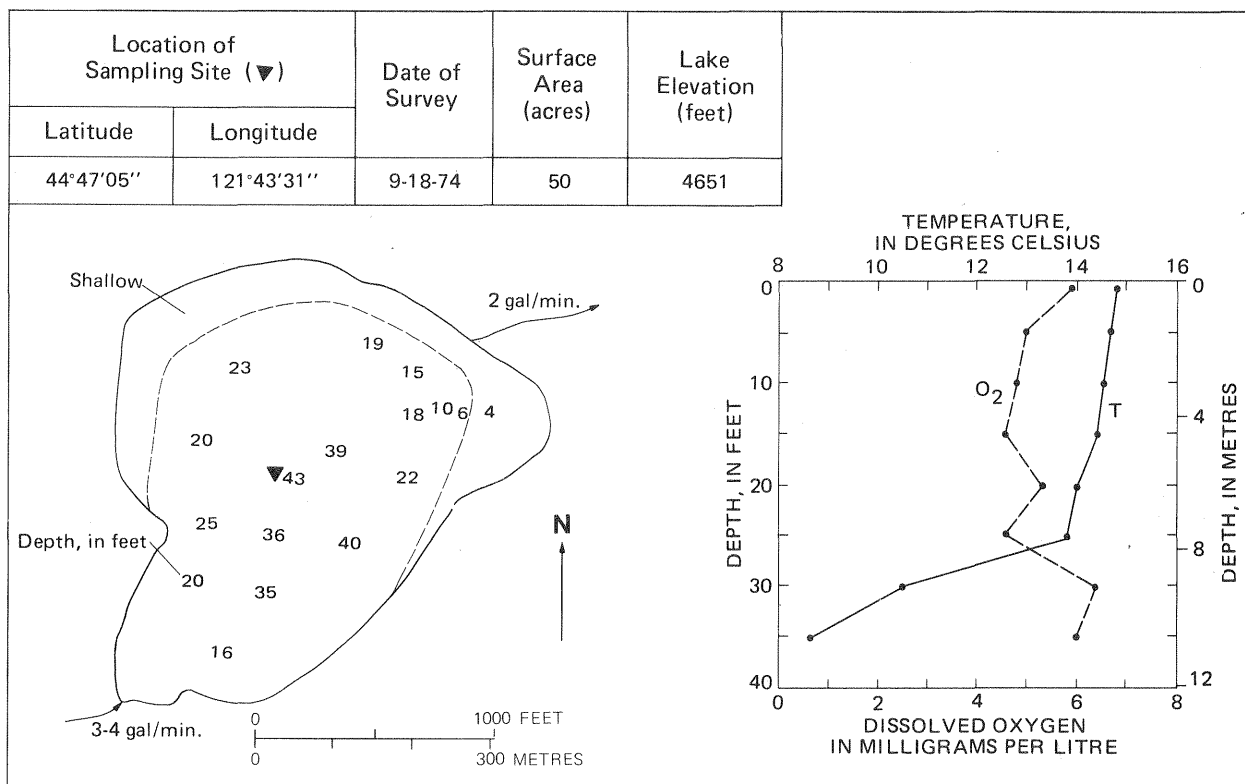 Location of
Sampling Site (▼)
Date of
Survey
Surface
Area
(acres)
Lake
Elevation
(feet)
Latitude
Longitude
44°47'05''
121°43'31''
9-18-74
50
4651
Shallow
2 gal/min.
19
23
15
18
10
6
4
20
39
43
22
25
36
40
Depth, in feet
20
35
16
3-4 gal/min.
N
0
1000 FEET
0
300 METRES
TEMPERATURE,
IN DEGREES CELSIUS
8 10 12 14 16
0
10
20
30
40
DEPTH, IN FEET
O2
T
0
4
8
12
DEPTH, IN METRES
0 2 4 6 8
DISSOLVED OXYGEN
IN MILLIGRAMS PER LITRE